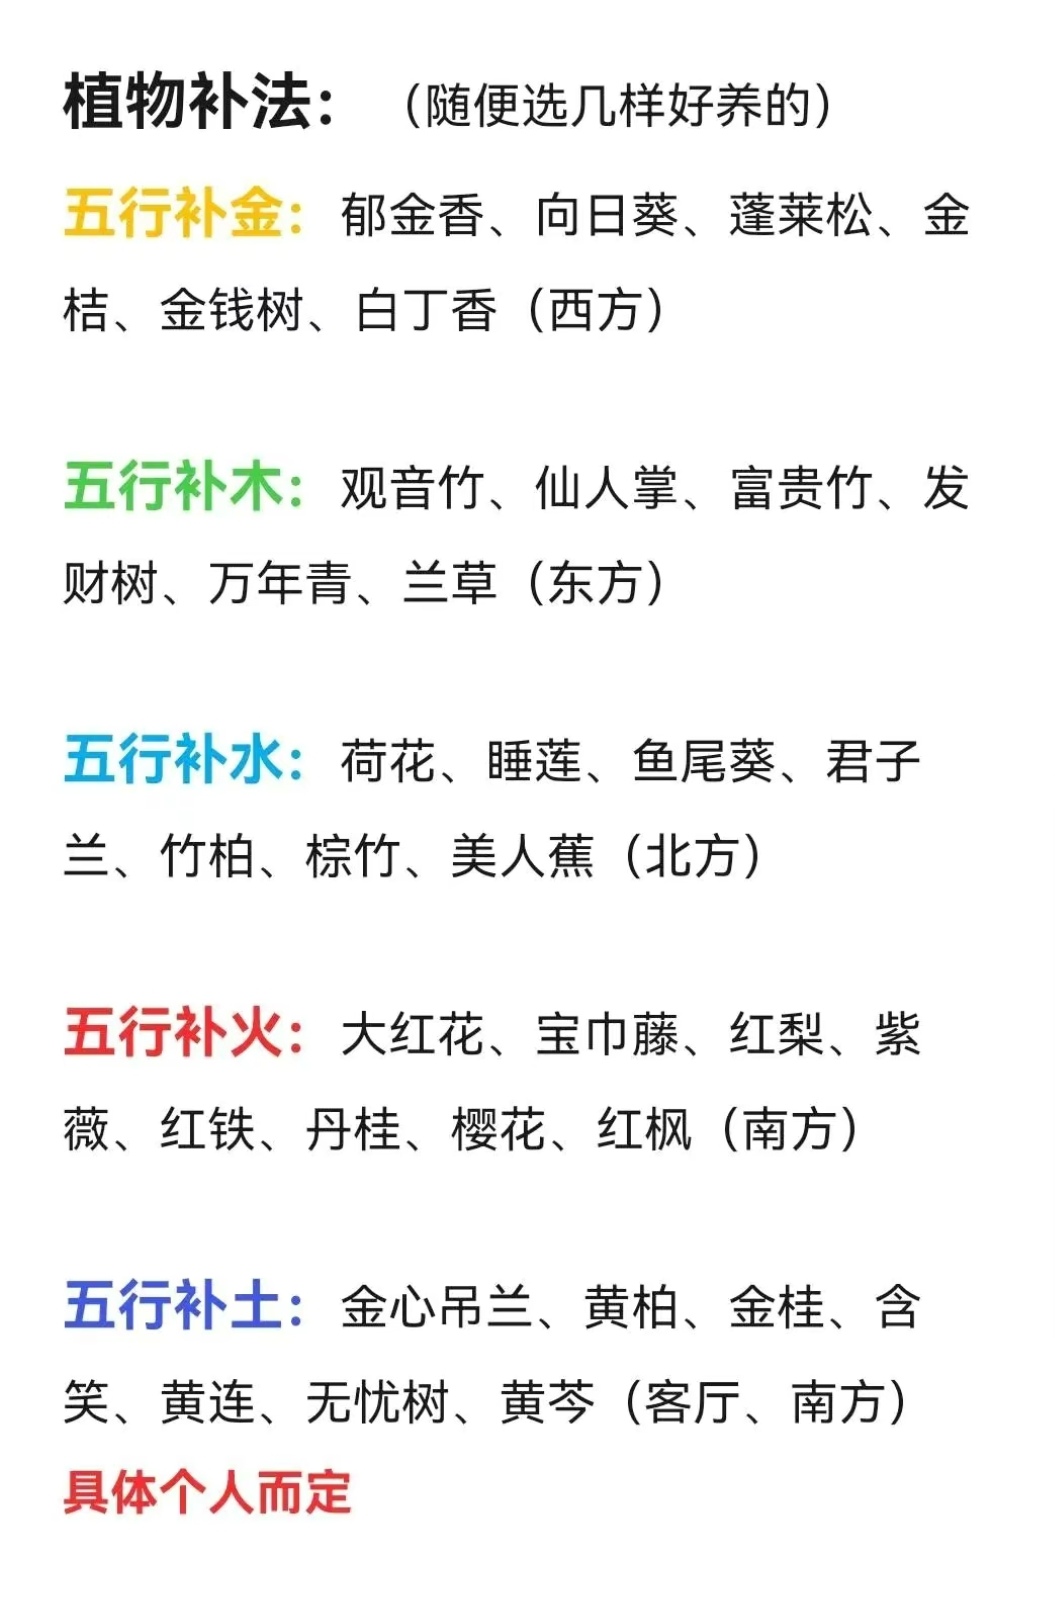 植物补法：（随便选几样好养的）
五行补金：郁金香、向日葵、蓬莱松、金
桔、金钱树、白丁香（西方）
五行补木：观音竹、仙人掌、富贵竹、发
财树、万年青、兰草（东方）
五行补水：荷花、睡莲、鱼尾葵、君子
兰、竹柏、棕竹、美人蕉（北方）
五行补火：大红花、宝巾藤、红梨、紫
薇、红铁、丹桂、樱花、红枫（南方）
五行补土：金心吊兰、黄柏、金桂、含
笑、黄连、无忧树、黄芩（客厅、南方）
具体个人而定